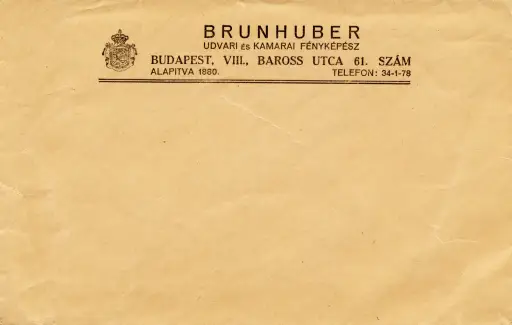 BRUNHUBER
UDVARI és KAMARAI FÉNYKÉPÉSZ
BUDAPEST, VIII., BAROSS UTCA 61. SZÁM
ALAPITVA 1880. TELEFON: 34-1-78